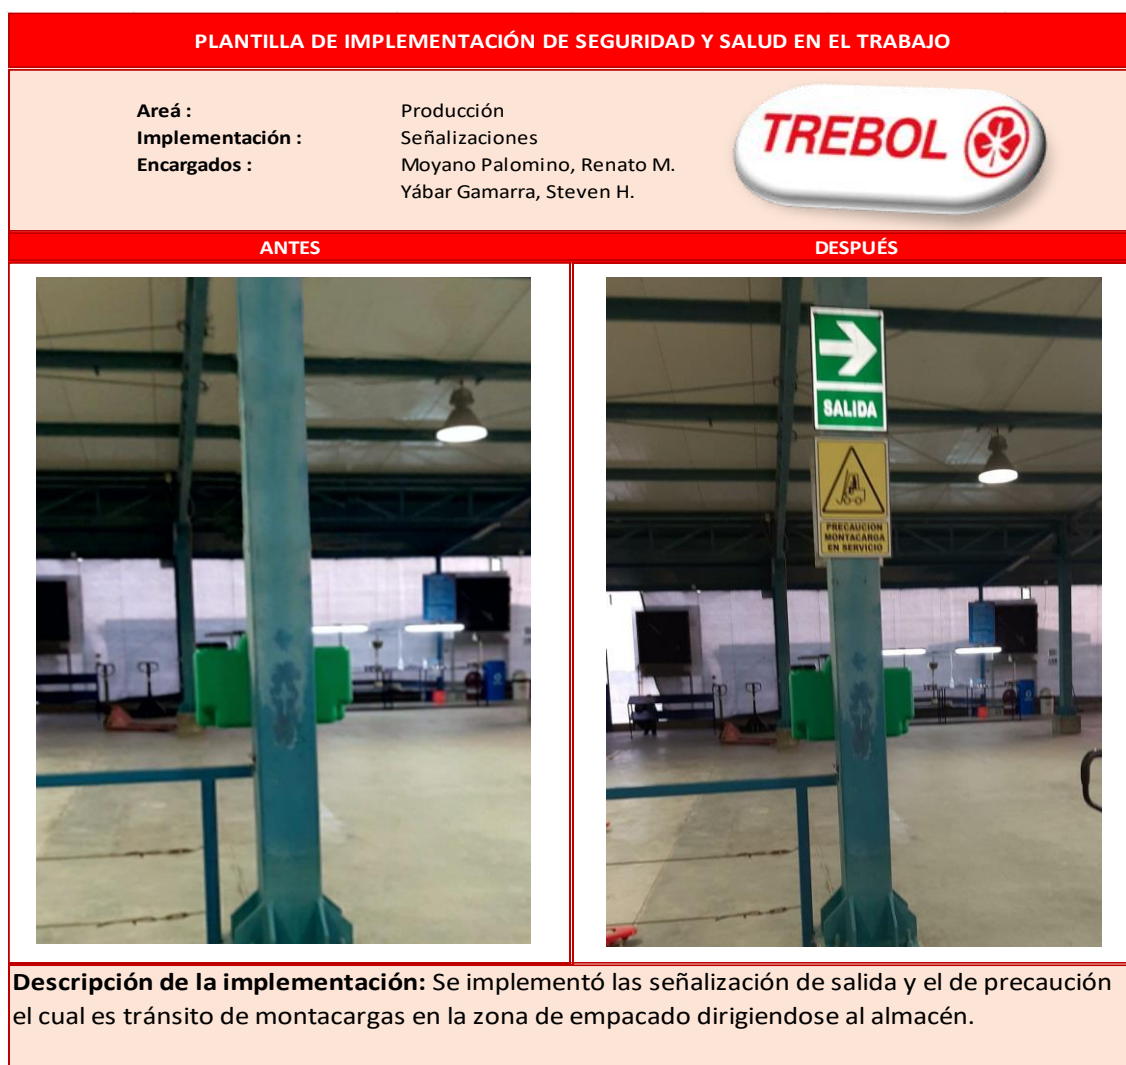 PLANTILLA DE IMPLEMENTACIÓN DE SEGURIDAD Y SALUD EN EL TRABAJO
Areá : Producción
Implementación : Señalizaciones
Encargados : Moyano Palomino, Renato M.
Yábar Gamarra, Steven H.
TREBOL
ANTES DESPUÉS
SALIDA
PRECAUCION
MONTACARGA
EN SERVICIO
Descripción de la implementación: Se implementó las señalización de salida y el de precaución
el cual es tránsito de montacargas en la zona de empacado dirigiendose al almacén.